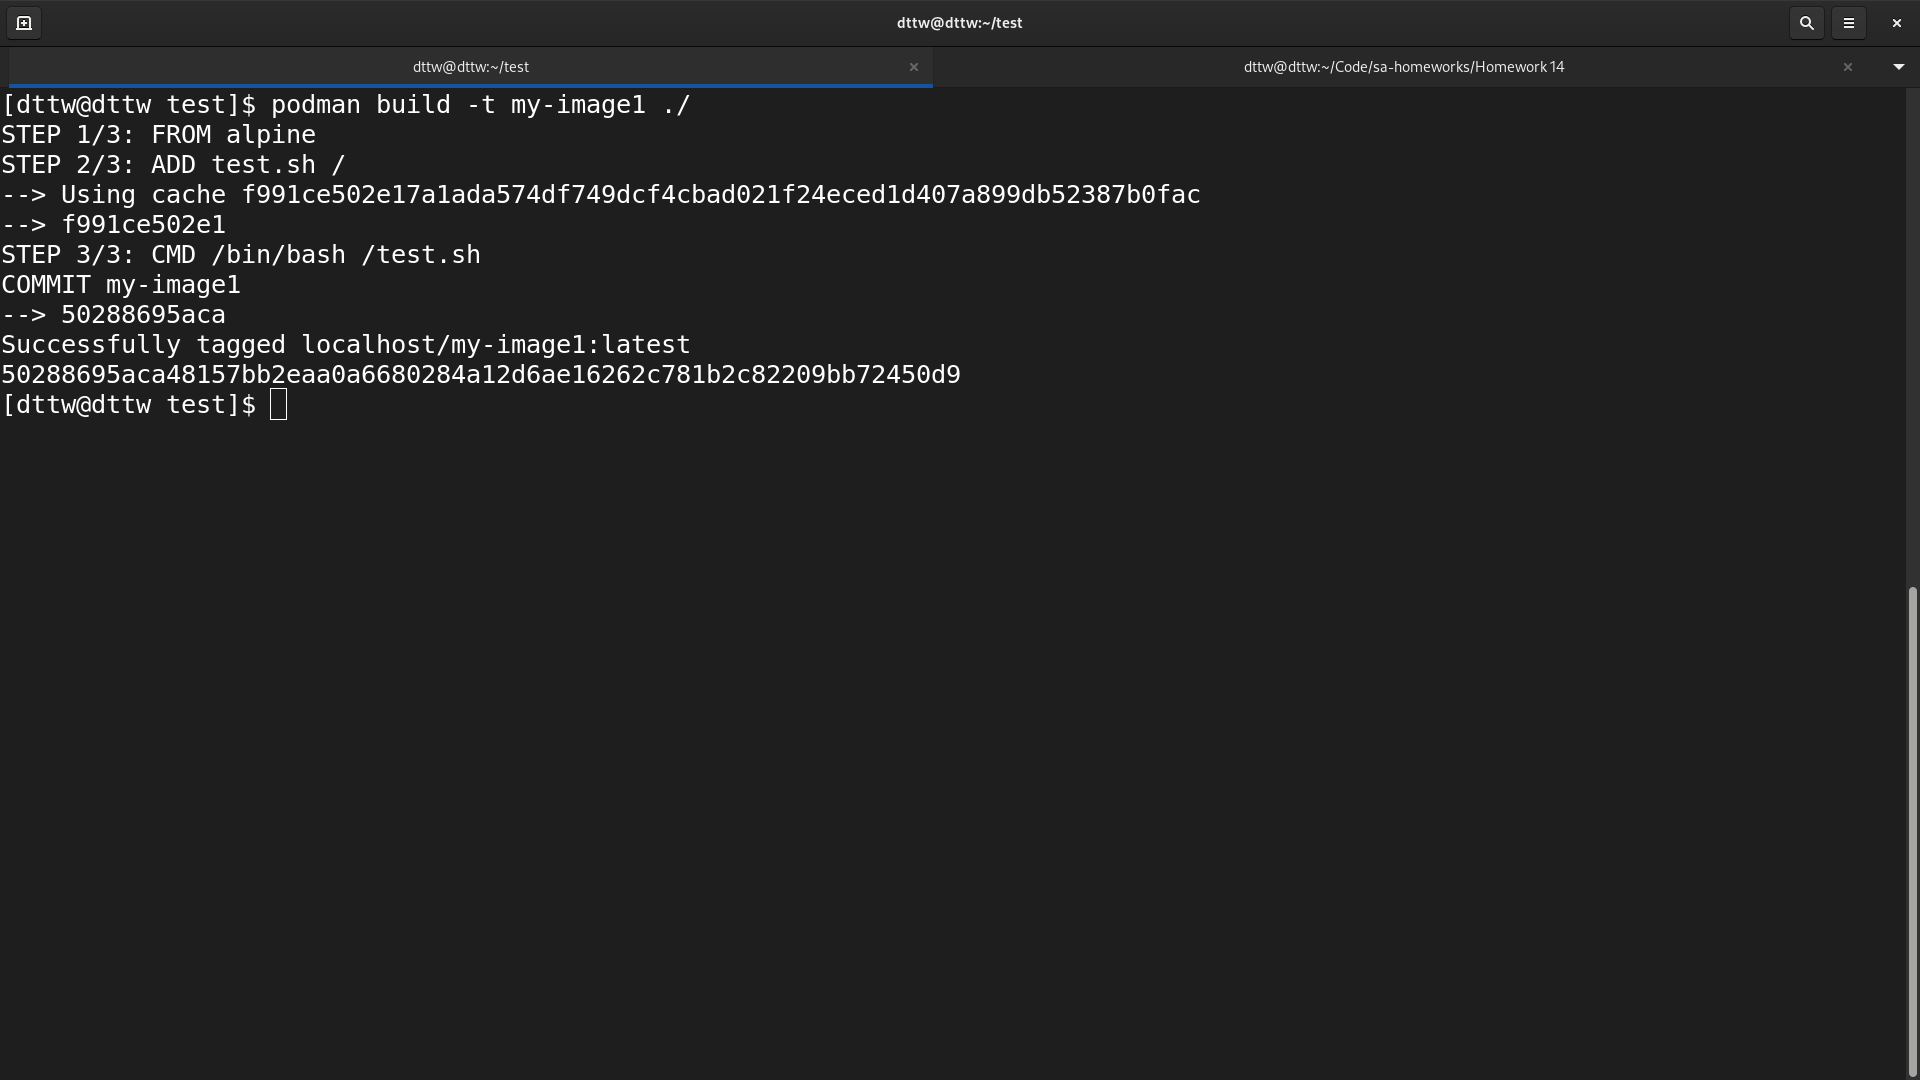 dttw@dttw:~/test
dttw@dttw:~/test
dttw@dttw:~/Code/sa-homeworks/Homework 14
[dttw@dttw test]$ podman build -t my-image1 ./
STEP 1/3: FROM alpine
STEP 2/3: ADD test.sh /
--> Using cache f991ce502e17a1ada574df749dcf4cbad021f24eced1d407a899db52387b0fac
--> f991ce502e1
STEP 3/3: CMD /bin/bash /test.sh
COMMIT my-image1
--> 50288695aca
Successfully tagged localhost/my-image1:latest
50288695aca48157bb2eaa0a6680284a12d6ae16262c781b2c82209bb72450d9
[dttw@dttw test]$